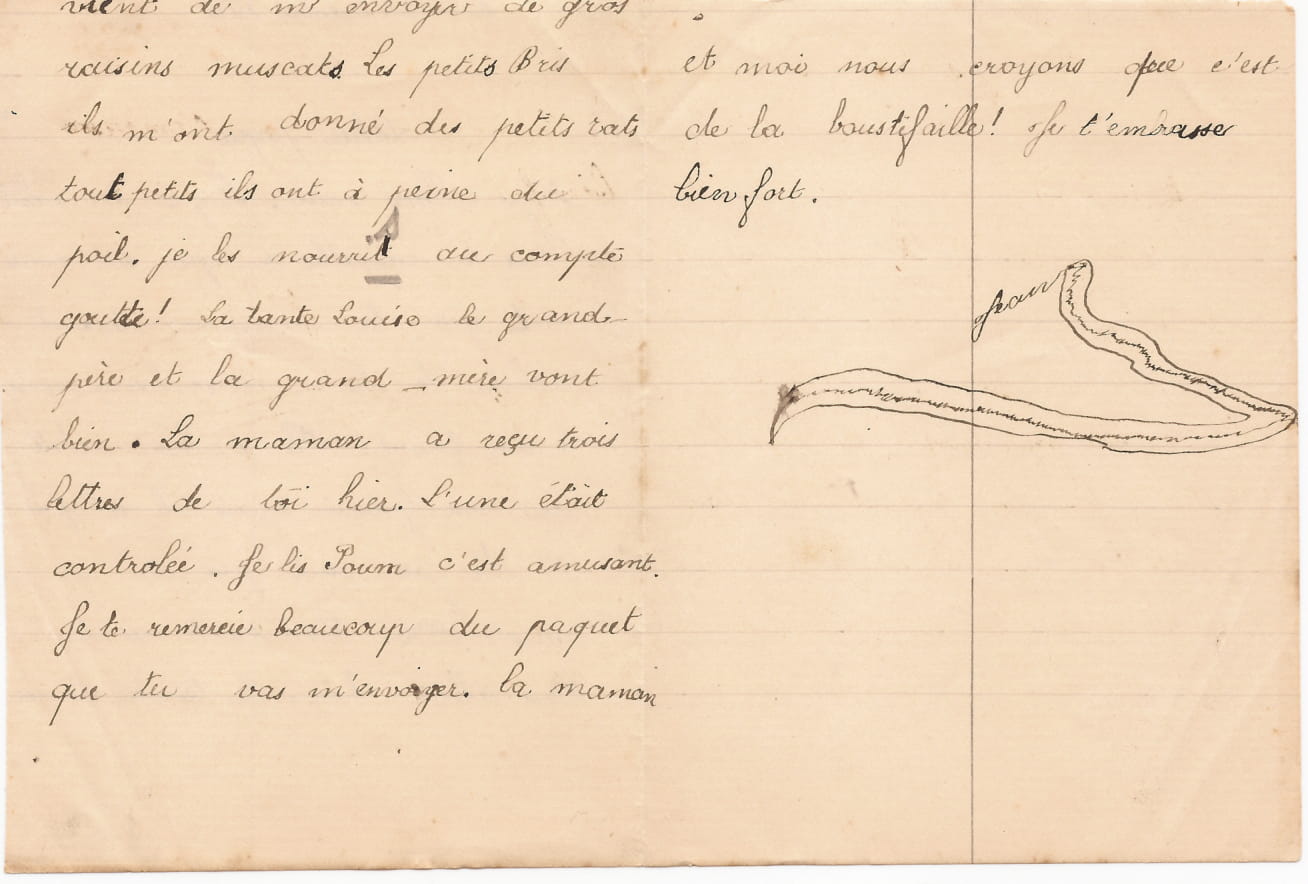 vient de m'envoyer de gros
raisins muscats. Les petits Bris
ils m'ont donné des petits rats
tout petits ils ont à peine du
poil. je les nourrit au compte
goutte! La tante Louise le grand-
père et la grand-mère vont
bien. La maman a reçu trois
lettres de toi hier. L'une était
controlée. Je lis Poum c'est amusant.
Je te remercie beaucoup du paquet
que tu vas m'envoyer. la maman
et moi nous croyons que c'est
de la boustifaille! Je t'embrasse
bien fort.
Jean